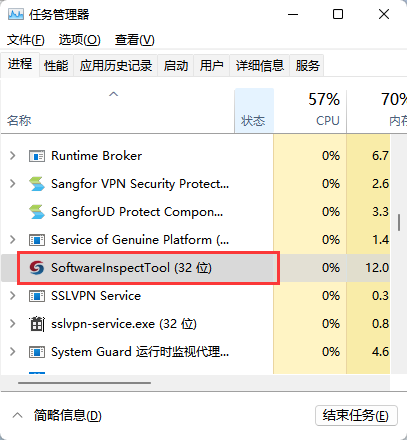 任务管理器
文件(F) 选项(O) 查看(V)
进程 性能 应用历史记录 启动 用户 详细信息 服务
57% 70%
名称 状态 CPU 内存
Runtime Broker 0% 6.7
Sangfor VPN Security Protect... 0% 2.6
SangforUD Protect Compon... 0% 3.3
Service of Genuine Platform (... 0% 1.4
SoftwareInspectTool (32 位) 0% 12.0
SSLVPN Service 0% 0.3
sslvpn-service.exe (32 位) 0% 0.8
System Guard 运行时监视代理... 0% 4.6
简略信息(D) 结束任务(E)